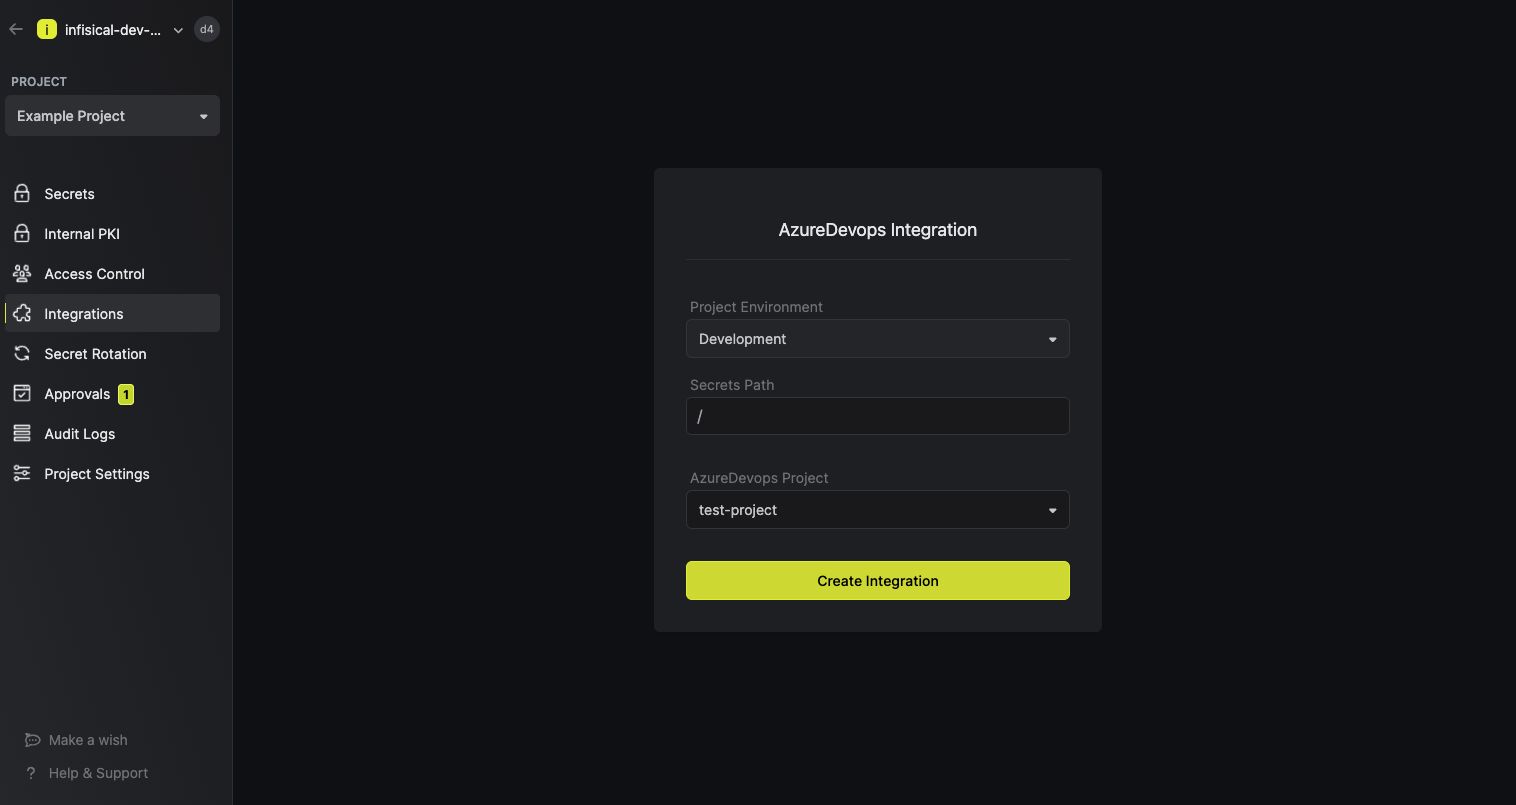 i infisical-dev-... d4
PROJECT
Example Project
Secrets
Internal PKI
Access Control
Integrations
Secret Rotation
Approvals 1
Audit Logs
Project Settings
Make a wish
? Help & Support
AzureDevops Integration
Project Environment
Development
Secrets Path
/
AzureDevops Project
test-project
Create Integration